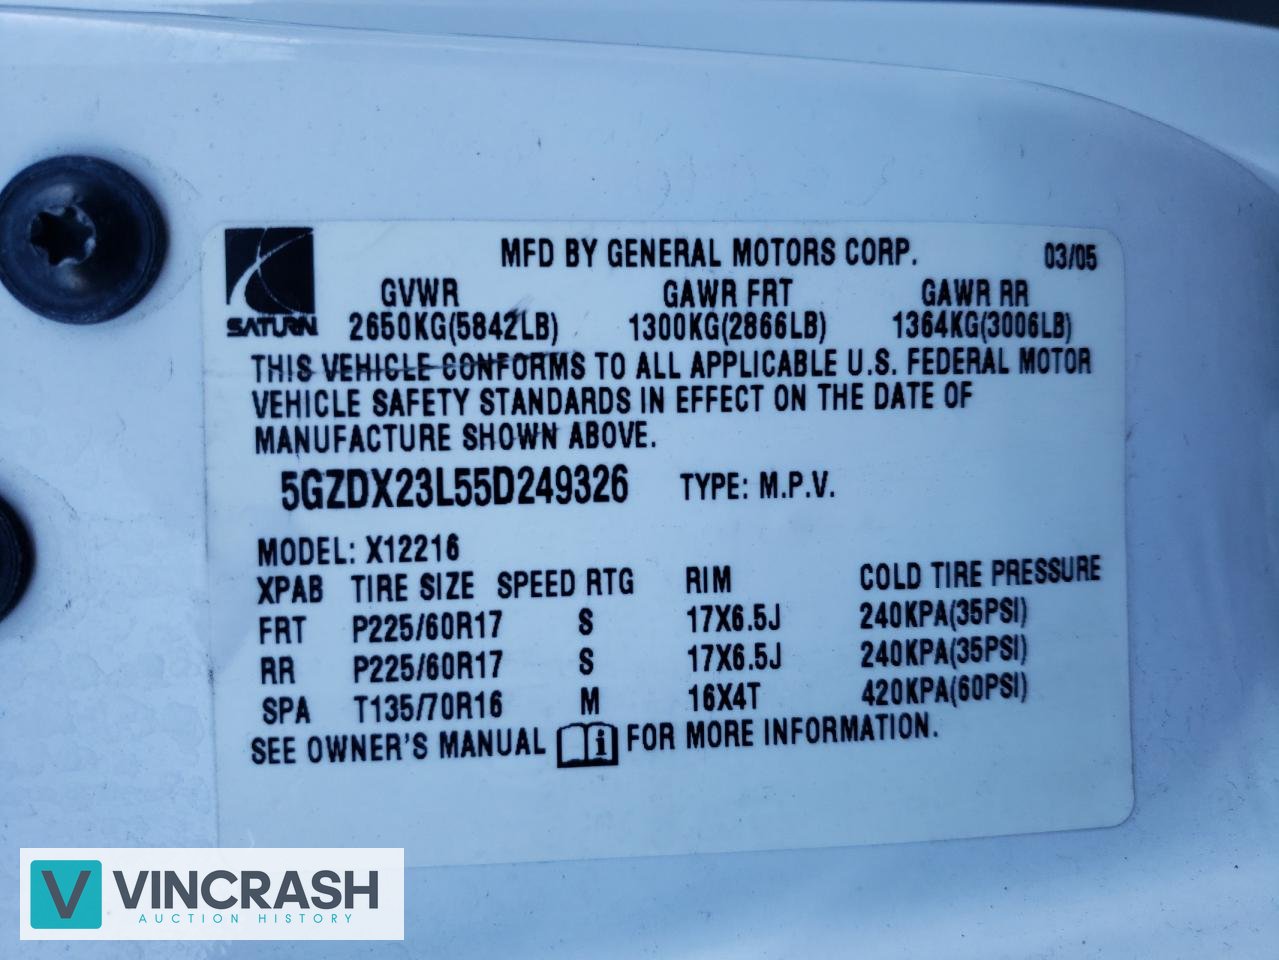 MFD BY GENERAL MOTORS CORP. 03/05
SATURN
GVWR GAWR FRT GAWR RR
2650KG(5842LB) 1300KG(2866LB) 1364KG(3006LB)
THIS VEHICLE CONFORMS TO ALL APPLICABLE U.S. FEDERAL MOTOR
VEHICLE SAFETY STANDARDS IN EFFECT ON THE DATE OF
MANUFACTURE SHOWN ABOVE.
5GZDX23L55D249326 TYPE: M.P.V.
MODEL: X12216
XPAB TIRE SIZE SPEED RTG RIM COLD TIRE PRESSURE
FRT P225/60R17 S 17X6.5J 240KPA(35PSI)
RR P225/60R17 S 17X6.5J 240KPA(35PSI)
SPA T135/70R16 M 16X4T 420KPA(60PSI)
SEE OWNER'S MANUAL i FOR MORE INFORMATION.
V VINCRASH
AUCTION HISTORY